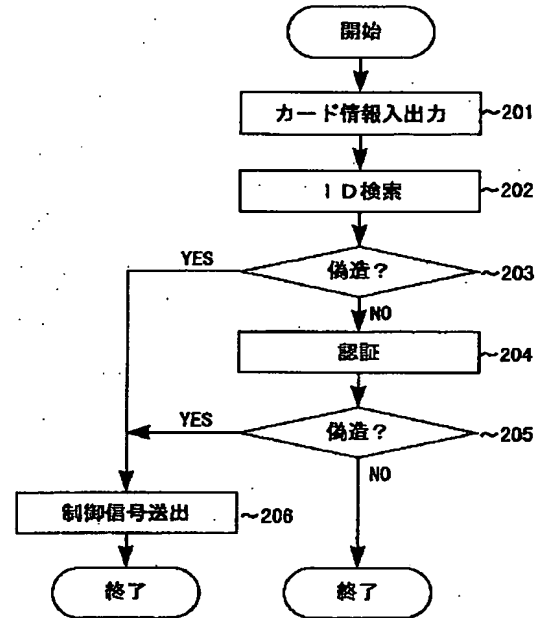 開始
カード情報入出力
~201
ID検索
~202
偽造?
~203
YES
NO
認証
~204
偽造?
~205
YES
NO
制御信号送出
~206
終了
終了